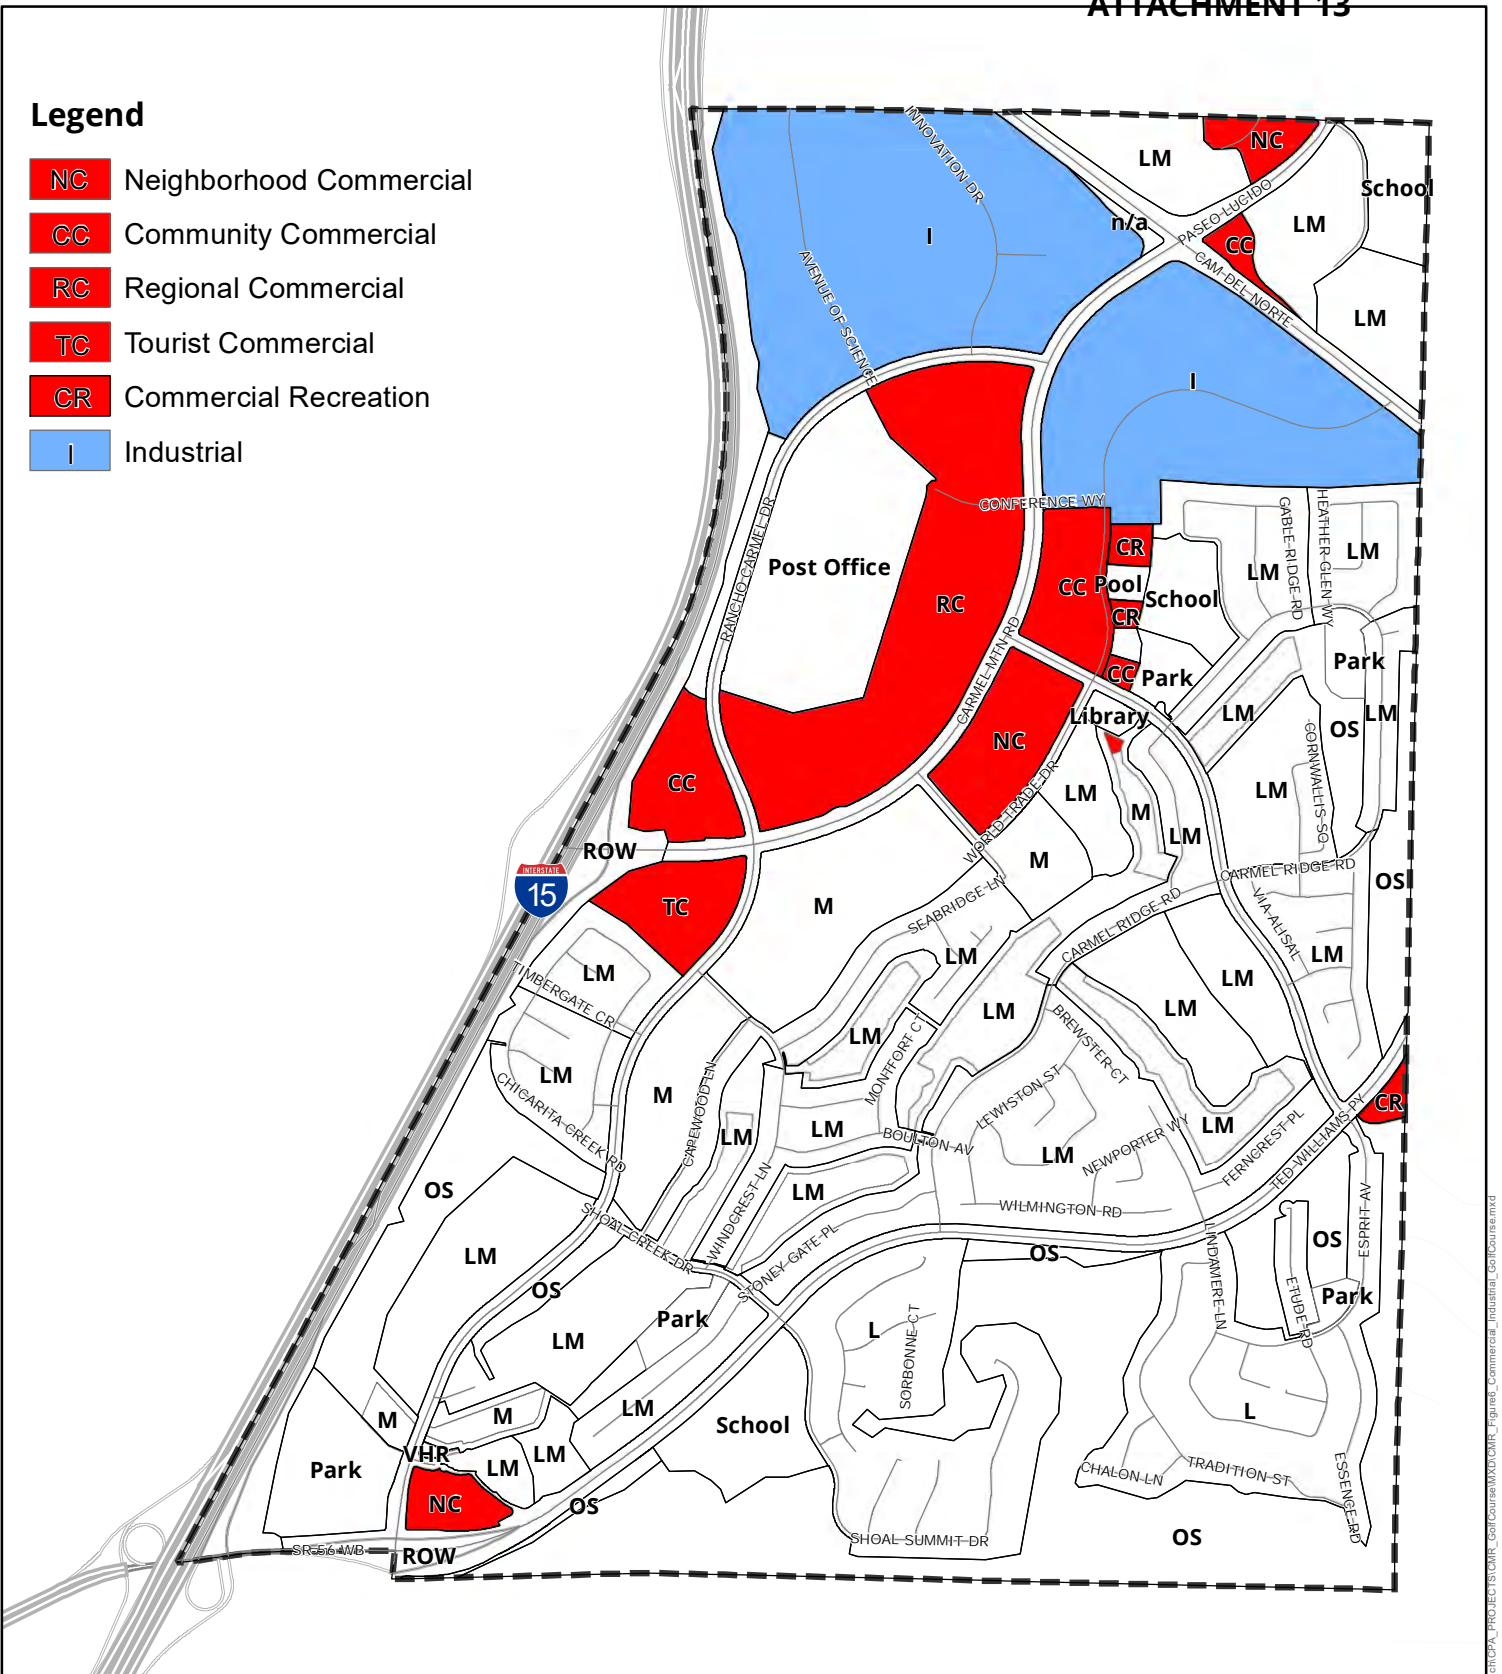 ATTACHMENT 13
Legend
NC Neighborhood Commercial
CC Community Commercial
RC Regional Commercial
TC Tourist Commercial
CR Commercial Recreation
I Industrial
INNOVATION DR
NC
LM
School
n/a
PASEO LUCIDO
LM
I
CC
AVENUE OF SCIENCE
CAM DEL NORTE
LM
I
CONFERENCE WY
GABLE RIDGE RD
HEATHER GLEN WY
RANCHO CARMEL DR
CR
LM
LM
Post Office
CC
Pool
School
RC
CR
CARMEL MTN RD
Park
CC
Park
Library
LM
LM
OS
CORNWALLIS SQ
NC
CC
LM
LM
M
WORLD TRADE DR
LM
ROW
M
CARMEL RIDGE RD
OS
INTERSTATE
15
TC
M
SEABRIDGE LN
CARMEL RIDGE RD
VIA ALISAL
LM
LM
LM
TIMBERGATE CR
LM
LM
LM
LM
MONTFORT CT
BREWSTER CT
LM
CHICARITA CREEK RD
M
CAPEWOOD LN
LEWISTON ST
CR
LM
LM
BOULTON AV
LM
NEWPORTER WY
LM
FERNCREST PL
TED WILLIAMS PY
OS
LM
WINDCREST LN
WILMINGTON RD
SHOAL CREEK DR
LINDAMERE LN
ESPRIT AV
LM
STONEY GATE PL
OS
OS
OS
ETUDE RD
Park
Park
LM
L
SORBONNE CT
M
M
LM
School
L
VHR
LM
LM
Park
CHALON LN
TRADITION ST
ESSENCE RD
NC
OS
SHOAL SUMMIT DR
OS
SR-56 WB
ROW
CPA_PROJECTS\CMR_GolfCourse\MXD\CMR_Figure6_Commercial_Industrial_GolfCourse.mxd